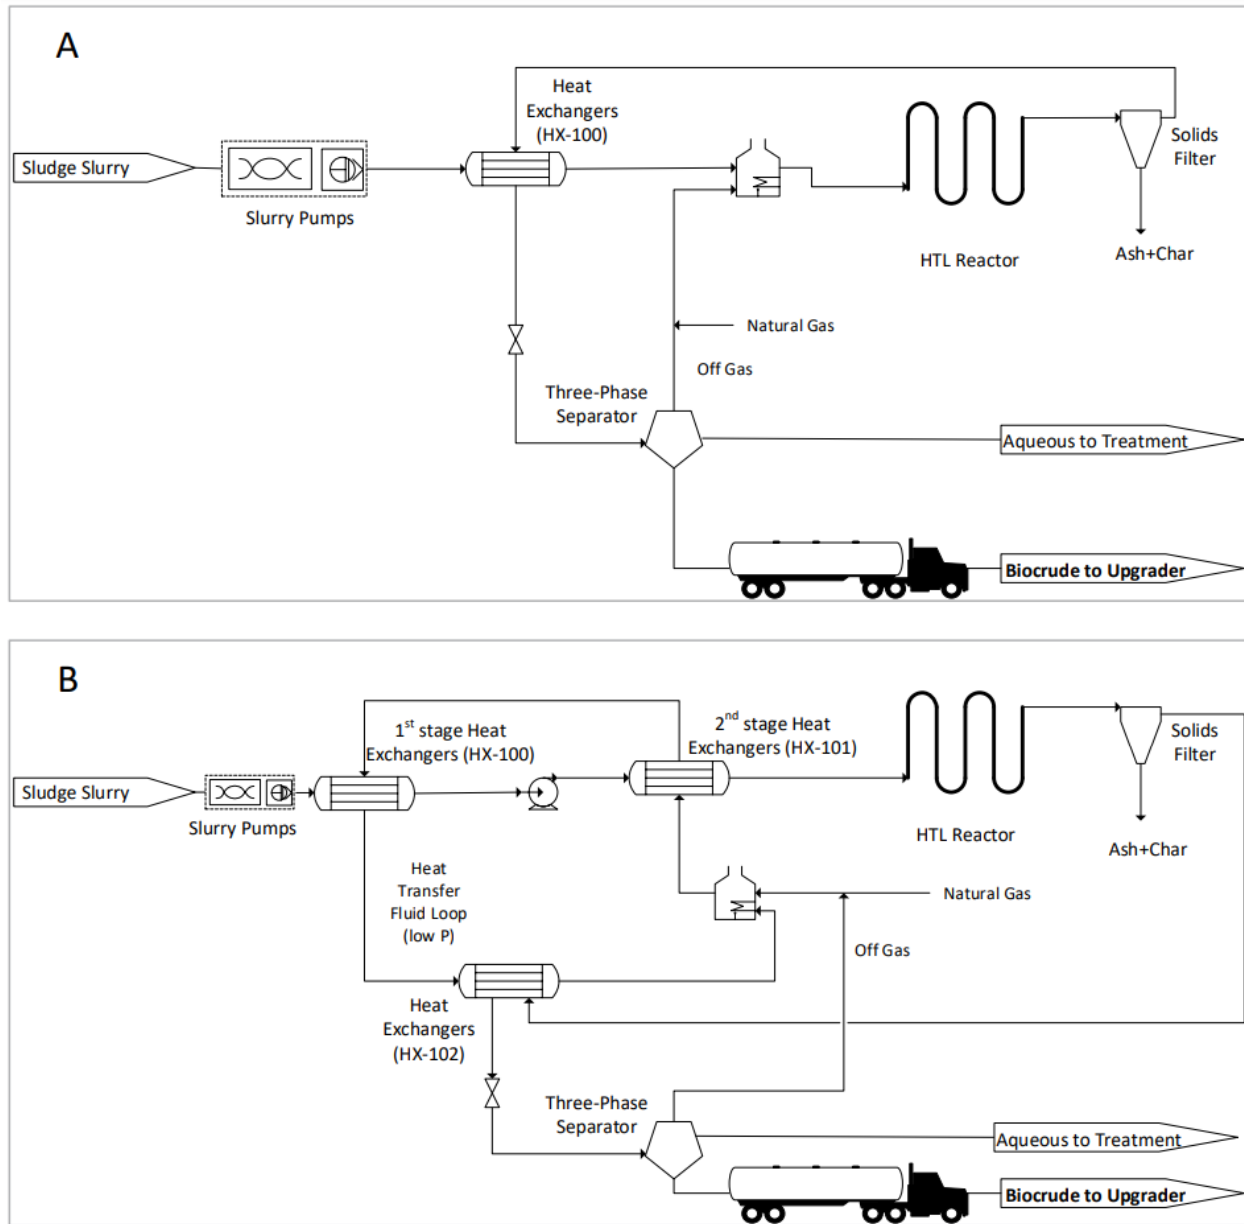 A
Heat
Exchangers
(HX-100)
Sludge Slurry
Slurry Pumps
Solids
Filter
HTL Reactor
Ash+Char
Natural Gas
Off Gas
Three-Phase
Separator
Aqueous to Treatment
Biocrude to Upgrader
B
1st stage Heat
Exchangers (HX-100)
2nd stage Heat
Exchangers (HX-101)
Solids
Filter
Sludge Slurry
Slurry Pumps
HTL Reactor
Ash+Char
Heat
Transfer
Fluid Loop
(low P)
Natural Gas
Off Gas
Heat
Exchangers
(HX-102)
Three-Phase
Separator
Aqueous to Treatment
Biocrude to Upgrader